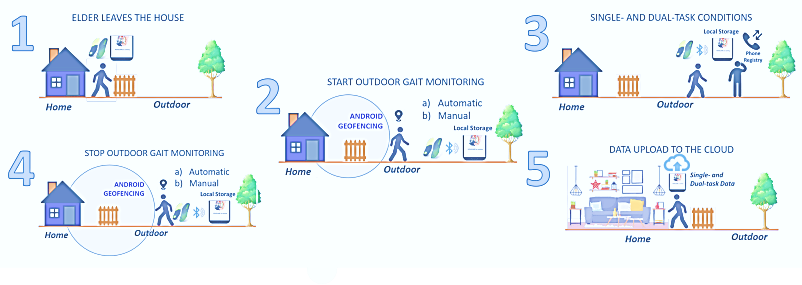 1
ELDER LEAVES THE HOUSE
Home
Outdoor
2
START OUTDOOR GAIT MONITORING
ANDROID
GEOFENCING
a) Automatic
b) Manual
Local Storage
Home
Outdoor
3
SINGLE- AND DUAL-TASK CONDITIONS
Local Storage
Phone
Registry
Home
Outdoor
4
STOP OUTDOOR GAIT MONITORING
ANDROID
GEOFENCING
a) Automatic
b) Manual
Local Storage
Home
Outdoor
5
DATA UPLOAD TO THE CLOUD
Single- and
Dual-task Data
Home
Outdoor